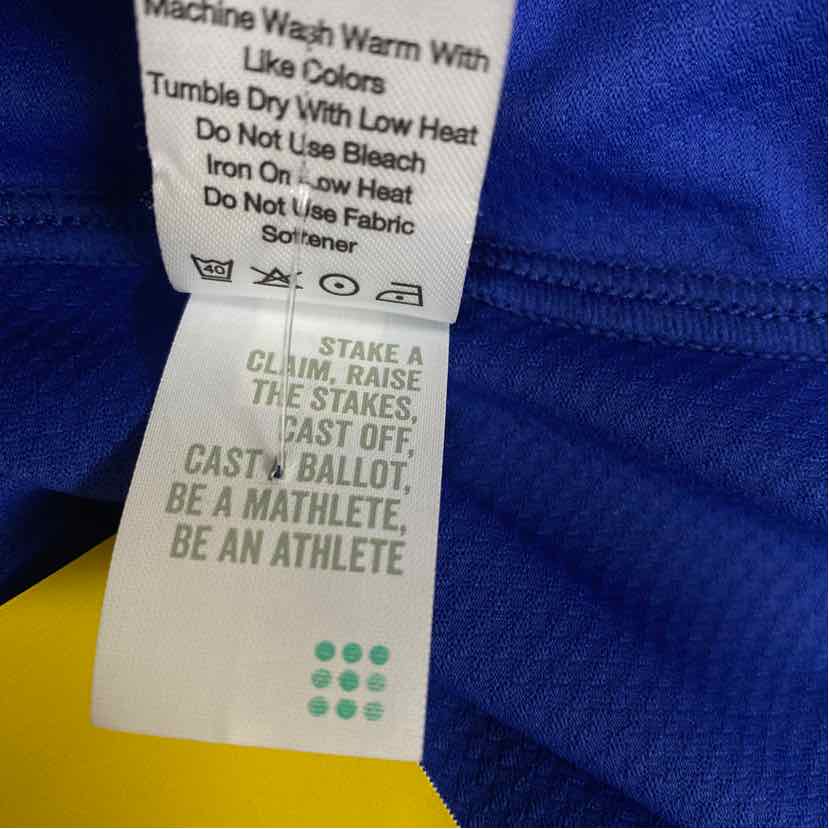 Machine Wash Warm With
Like Colors
Tumble Dry With Low Heat
Do Not Use Bleach
Iron On Low Heat
Do Not Use Fabric
Softener
40
STAKE A
CLAIM, RAISE
THE STAKES,
CAST OFF,
CAST A BALLOT,
BE A MATHLETE,
BE AN ATHLETE